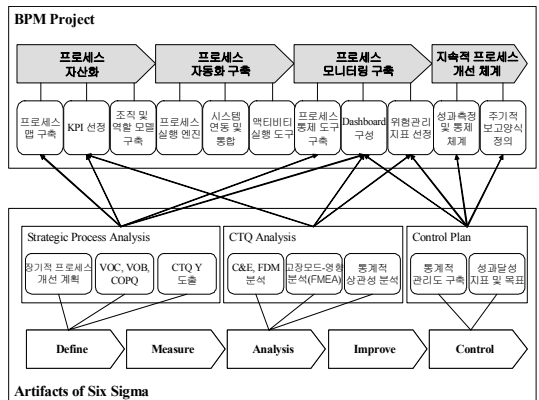 BPM Project
프로세스
자산화
프로세스
자동화 구축
프로세스
모니터링 구축
지속적 프로세스
개선 체계
프로세스
맵 구축
KPI 선정
조직 및
역할 모델
구축
프로세스
실행 엔진
시스템
연동 및
통합
액티비티
실행 도구
프로세스
통제 도구
구축
Dashboard
구성
위험관리
지표 선정
성과측정
및 통제
체계
주기적
보고양식
정의
Strategic Process Analysis
장기적 프로세스
개선 계획
VOC, VOB,
COPQ
CTQ Y
도출
CTQ Analysis
C&E, FDM
분석
고장모드-영향
분석(FMEA)
통계적
상관성 분석
Control Plan
통계적
관리도 구축
성과달성
지표 및 목표
Define
Measure
Analysis
Improve
Control
Artifacts of Six Sigma